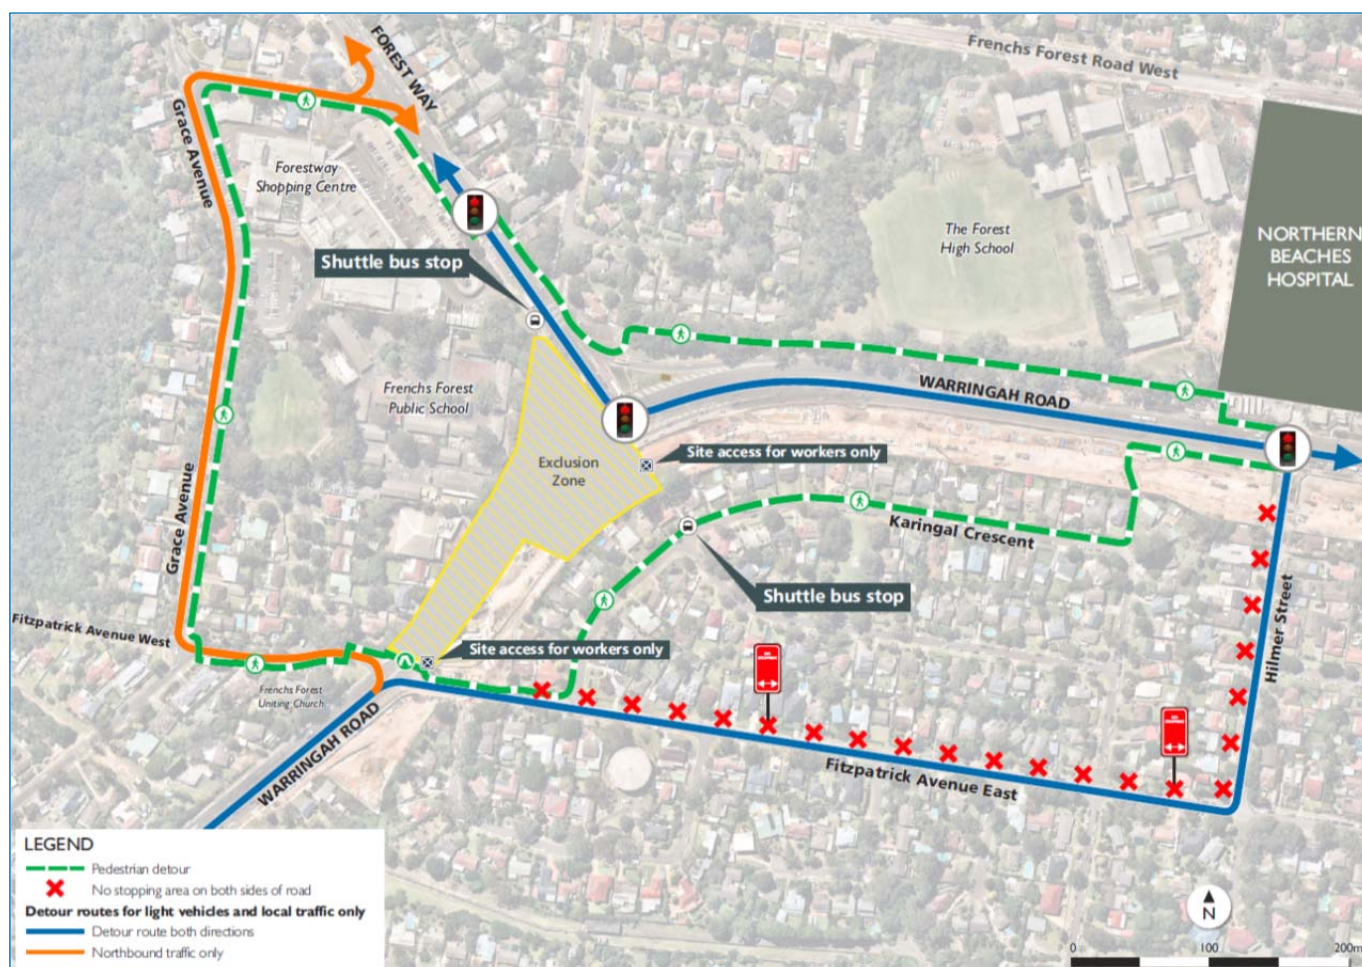 FOREST WAY
Frenchs Forest Road West
Grace Avenue
Forestway
Shopping Centre
The Forest
High School
NORTHERN
BEACHES
HOSPITAL
Shuttle bus stop
Frenchs Forest
Public School
WARRINGAH ROAD
Exclusion
Zone
Site access for workers only
Karingal Crescent
Grace Avenue
Shuttle bus stop
Hilmer Street
Fitzpatrick Avenue West
Site access for workers only
Frenchs Forest
Uniting Church
NO
STOPPING
NO
STOPPING
WARRINGAH ROAD
Fitzpatrick Avenue East
LEGEND
Pedestrian detour
No stopping area on both sides of road
Detour routes for light vehicles and local traffic only
Detour route both directions
Northbound traffic only
N
0 100 200m